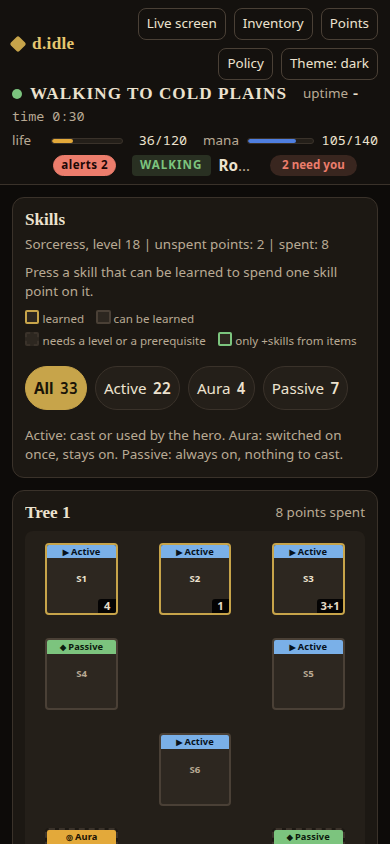 d.idle
Live screen
Inventory
Points
Policy
Theme: dark
WALKING TO COLD PLAINS
uptime -
time 0:30
life 36/120 mana 105/140
alerts 2 WALKING Ro... 2 need you
Skills
Sorceress, level 18 | unspent points: 2 | spent: 8
Press a skill that can be learned to spend one skill
point on it.
learned can be learned
needs a level or a prerequisite only +skills from items
All 33 Active 22 Aura 4 Passive 7
Active: cast or used by the hero. Aura: switched on
once, stays on. Passive: always on, nothing to cast.
Tree 1 8 points spent
▶ Active ▶ Active ▶ Active
S1 S2 S3
4 1 3+1
◆ Passive ▶ Active
S4 S5
▶ Active
S6
◎ Aura ◆ Passive